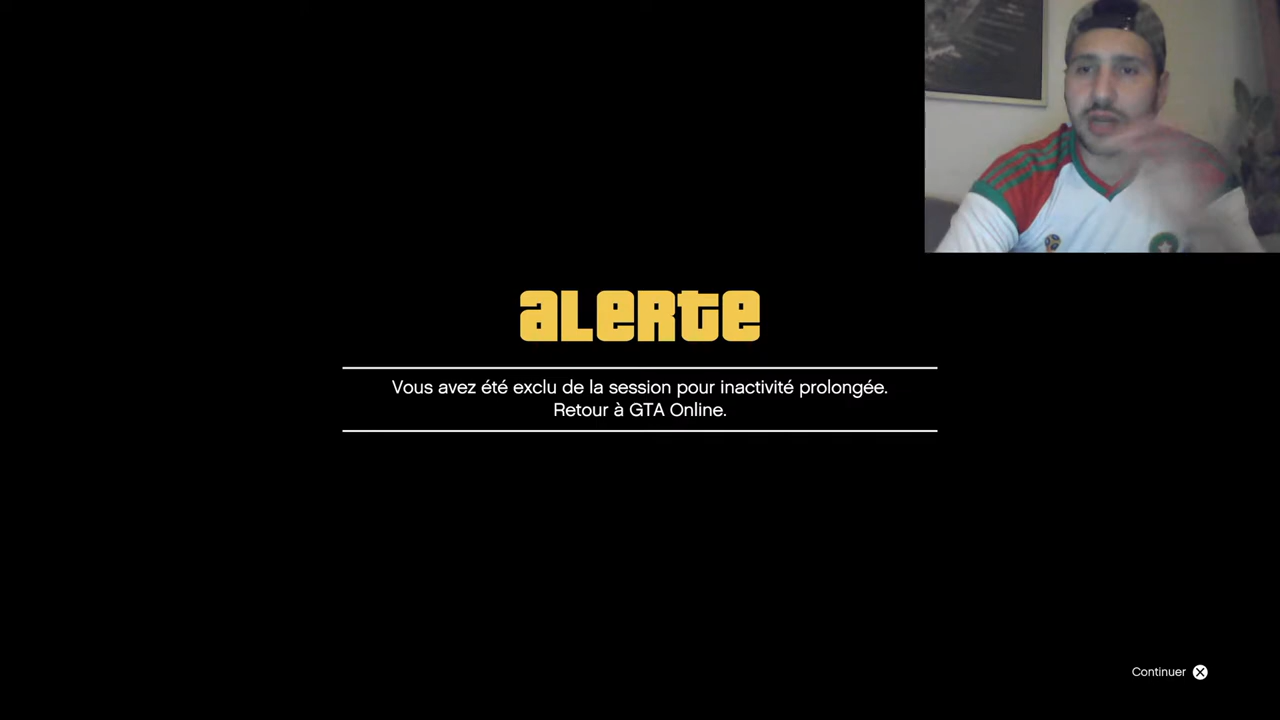 ALERTE
Vous avez été exclu de la session pour inactivité prolongée.
Retour à GTA Online.
Continuer